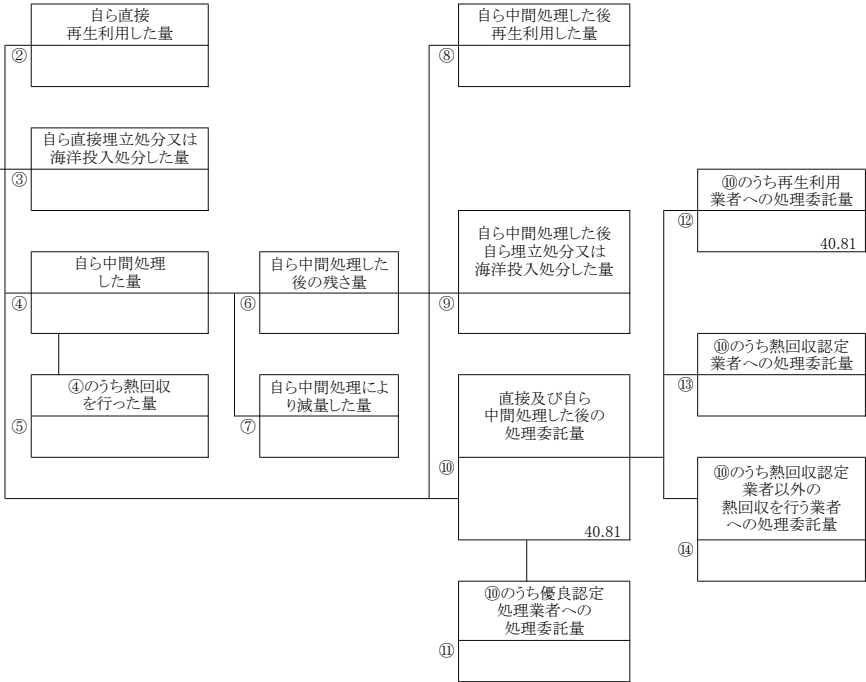 自ら直接
再生利用した量
②
自ら直接埋立処分又は
海洋投入処分した量
③
自ら中間処理
した量
④
④のうち熱回収
を行った量
⑤
自ら中間処理した
後の残さ量
⑥
自ら中間処理によ
り減量した量
⑦
自ら中間処理した後
再生利用した量
⑧
自ら中間処理した後
自ら埋立処分又は
海洋投入処分した量
⑨
直接及び自ら
中間処理した後の
処理委託量
⑩
40.81
⑩のうち優良認定
処理業者への
処理委託量
⑪
⑩のうち再生利用
業者への処理委託量
⑫
40.81
⑩のうち熱回収認定
業者への処理委託量
⑬
⑩のうち熱回収認定
業者以外の
熱回収を行う業者
への処理委託量
⑭